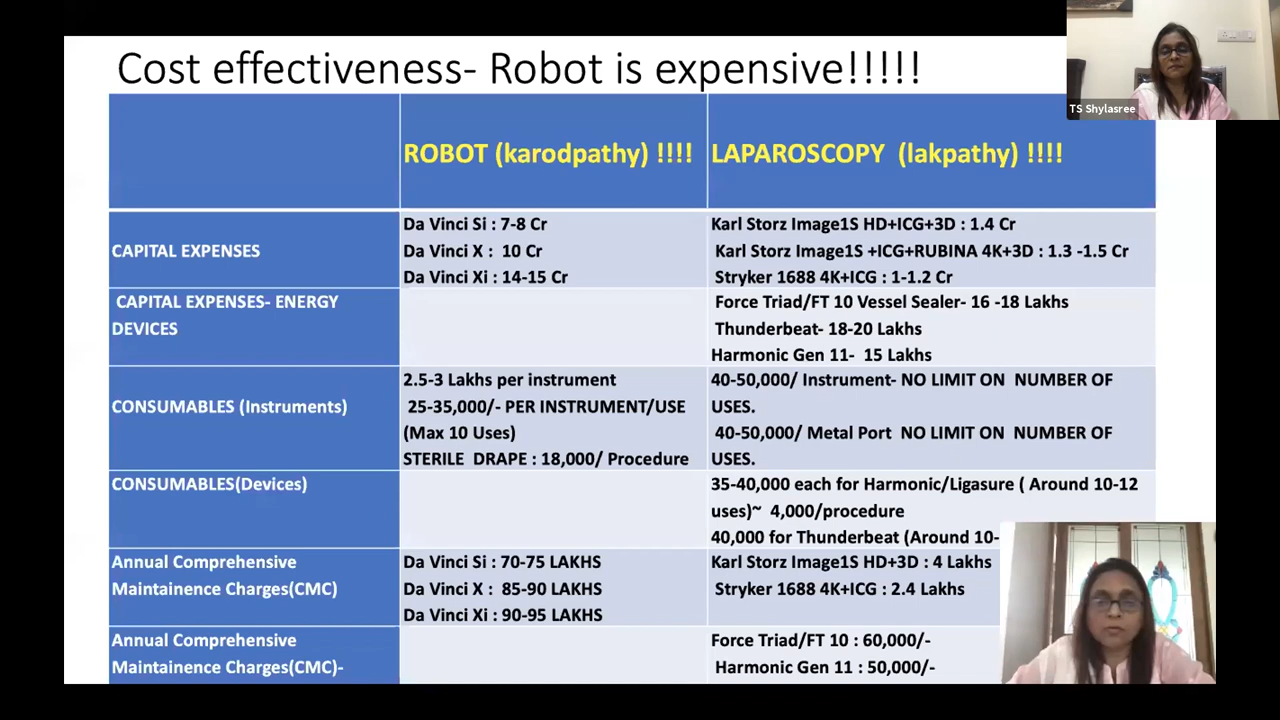 Cost effectiveness- Robot is expensive!!!!!
TS Shylasree
ROBOT (karodpathy) !!!!
LAPAROSCOPY (lakpathy) !!!!
CAPITAL EXPENSES
Da Vinci Si : 7-8 Cr
Da Vinci X : 10 Cr
Da Vinci Xi : 14-15 Cr
Karl Storz Image1S HD+ICG+3D : 1.4 Cr
Karl Storz Image1S +ICG+RUBINA 4K+3D : 1.3 -1.5 Cr
Stryker 1688 4K+ICG : 1-1.2 Cr
CAPITAL EXPENSES- ENERGY
DEVICES
Force Triad/FT 10 Vessel Sealer- 16 -18 Lakhs
Thunderbeat- 18-20 Lakhs
Harmonic Gen 11- 15 Lakhs
CONSUMABLES (Instruments)
2.5-3 Lakhs per instrument
25-35,000/- PER INSTRUMENT/USE
(Max 10 Uses)
STERILE DRAPE : 18,000/ Procedure
40-50,000/ Instrument- NO LIMIT ON NUMBER OF
USES.
40-50,000/ Metal Port NO LIMIT ON NUMBER OF
USES.
CONSUMABLES(Devices)
35-40,000 each for Harmonic/Ligasure ( Around 10-12
uses)~ 4,000/procedure
40,000 for Thunderbeat (Around 10-
Annual Comprehensive
Maintainence Charges(CMC)
Da Vinci Si : 70-75 LAKHS
Da Vinci X : 85-90 LAKHS
Da Vinci Xi : 90-95 LAKHS
Karl Storz Image1S HD+3D : 4 Lakhs
Stryker 1688 4K+ICG : 2.4 Lakhs
Annual Comprehensive
Maintainence Charges(CMC)-
Force Triad/FT 10 : 60,000/-
Harmonic Gen 11 : 50,000/-